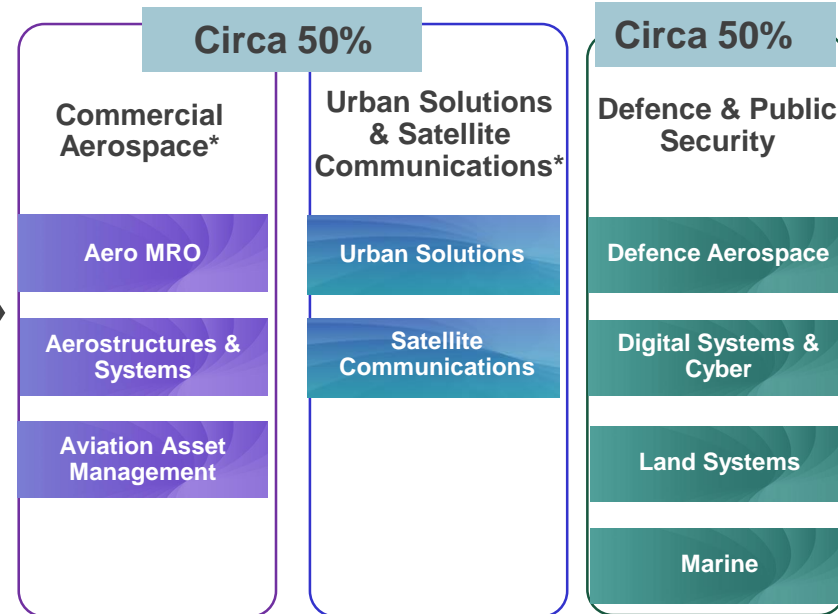 Circa 50%
Commercial
Aerospace*
Aero MRO
Aerostructures &
Systems
Aviation Asset
Management
Urban Solutions
& Satellite
Communications*
Urban Solutions
Satellite
Communications
Circa 50%
Defence & Public
Security
Defence Aerospace
Digital Systems &
Cyber
Land Systems
Marine